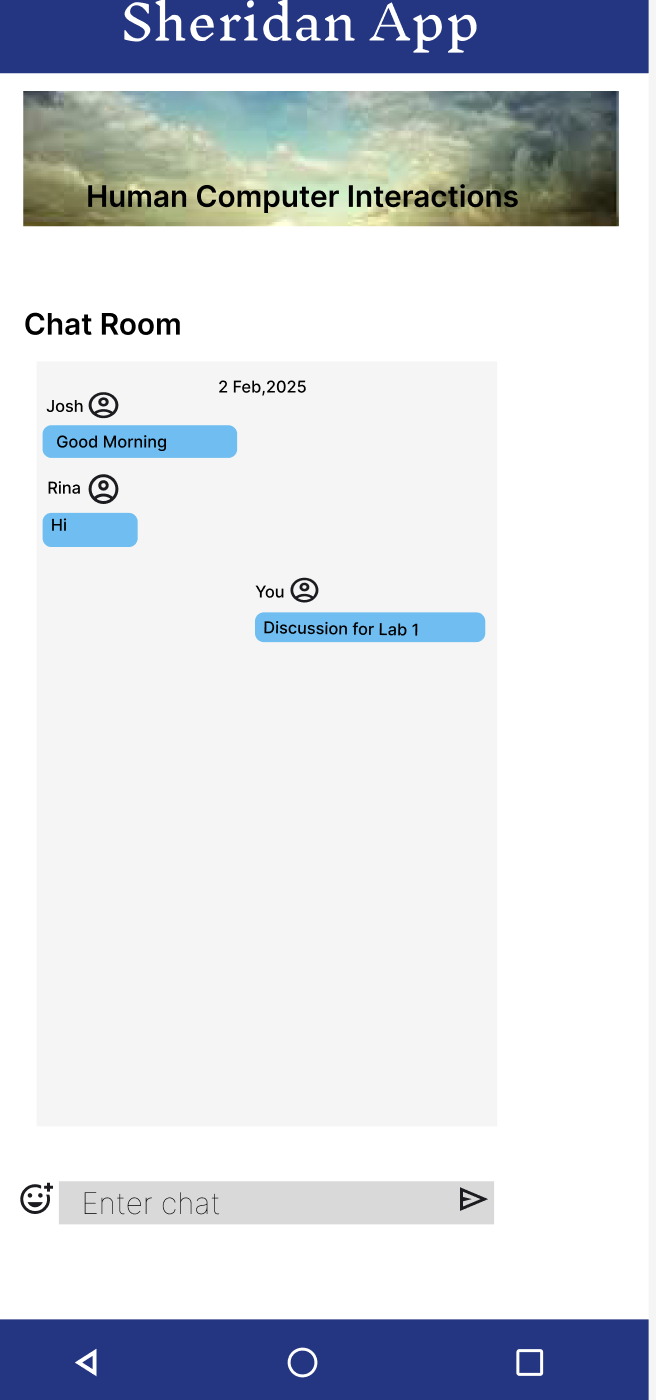 Sheridan App
Human Computer Interactions
Chat Room
2 Feb,2025
Josh
Good Morning
Rina
Hi
You
Discussion for Lab 1
Enter chat